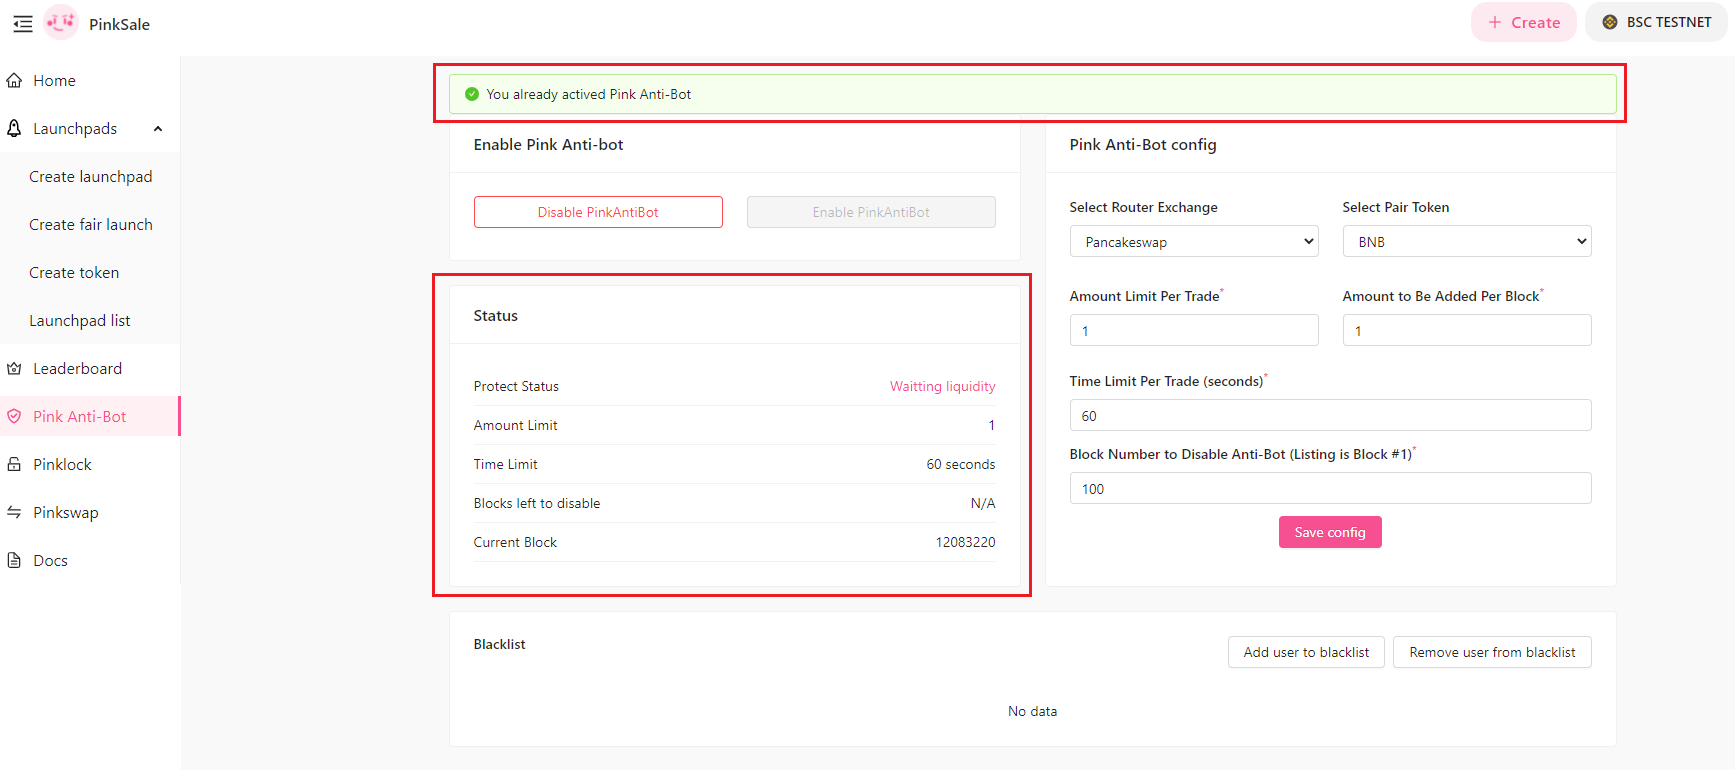 PinkSale
+ Create
BSC TESTNET
Home
Launchpads
Create launchpad
Create fair launch
Create token
Launchpad list
Leaderboard
Pink Anti-Bot
Pinklock
Pinkswap
Docs
You already actived Pink Anti-Bot
Enable Pink Anti-bot
Disable PinkAntiBot
Enable PinkAntiBot
Status
Protect Status Waitting liquidity
Amount Limit 1
Time Limit 60 seconds
Blocks left to disable N/A
Current Block 12083220
Pink Anti-Bot config
Select Router Exchange Select Pair Token
Pancakeswap BNB
Amount Limit Per Trade* Amount to Be Added Per Block*
1 1
Time Limit Per Trade (seconds)*
60
Block Number to Disable Anti-Bot (Listing is Block #1)*
100
Save config
Blacklist
Add user to blacklist
Remove user from blacklist
No data